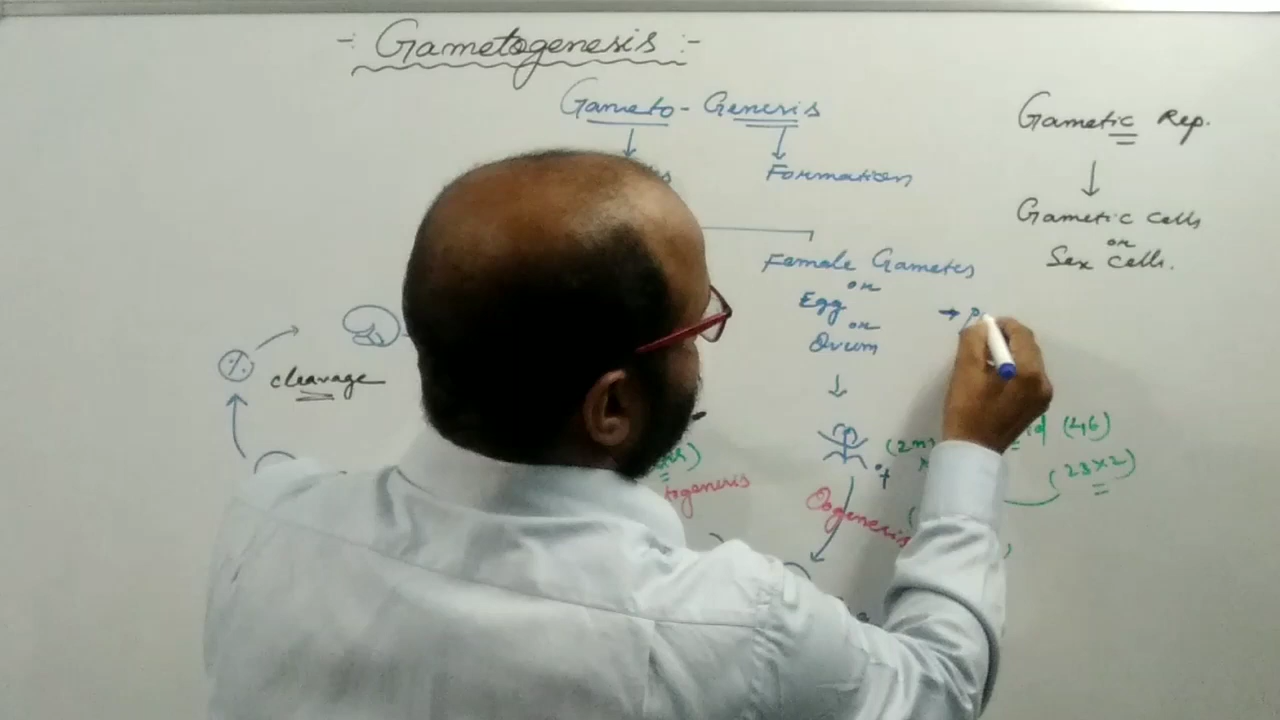 -: Gametogenesis :-
Gameto - Genesis
Formation
Gametic Rep.
Gametic cells
or
Sex cells.
Female Gametes
or
Egg
or
Ovum
cleavage
(2n)
(46)
(23×2)
togenesis
Oogenesis